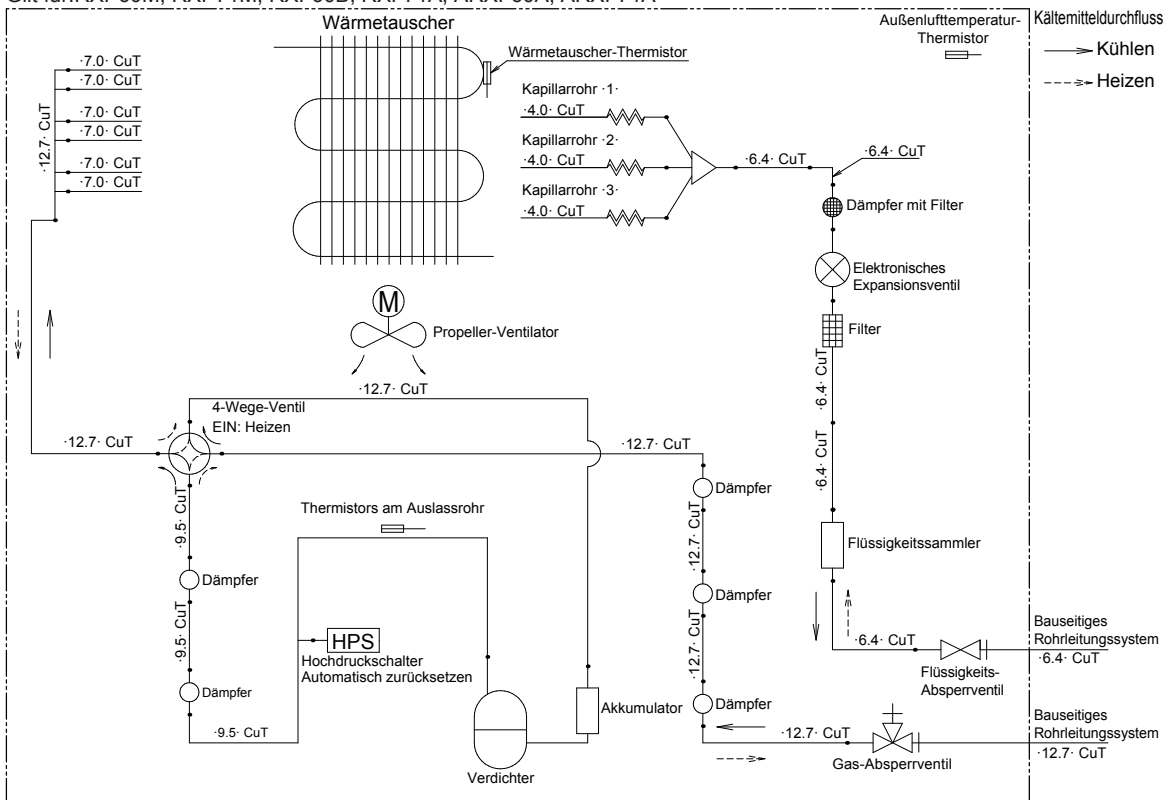 Wärmetauscher
Außenlufttemperatur-
Thermistor
Kältemitteldurchfluss
Kühlen
Heizen
Wärmetauscher-Thermistor
·7.0· CuT
·7.0· CuT
·7.0· CuT
·7.0· CuT
·7.0· CuT
·7.0· CuT
·12.7· CuT
Kapillarrohr ·1·
·4.0· CuT
Kapillarrohr ·2·
·4.0· CuT
Kapillarrohr ·3·
·4.0· CuT
·6.4· CuT
·6.4· CuT
Dämpfer mit Filter
Elektronisches
Expansionsventil
Filter
·6.4· CuT
·6.4· CuT
M
Propeller-Ventilator
·12.7· CuT
4-Wege-Ventil
EIN: Heizen
·12.7· CuT
·12.7· CuT
Dämpfer
·12.7· CuT
Dämpfer
·12.7· CuT
Dämpfer
Thermistors am Auslassrohr
·9.5· CuT
Dämpfer
·9.5· CuT
Dämpfer
·9.5· CuT
HPS
Hochdruckschalter
Automatisch zurücksetzen
Verdichter
Akkumulator
Flüssigkeitssammler
·6.4· CuT
Flüssigkeits-
Absperrventil
Bauseitiges
Rohrleitungssystem
·6.4· CuT
·12.7· CuT
Gas-Absperrventil
Bauseitiges
Rohrleitungssystem
·12.7· CuT